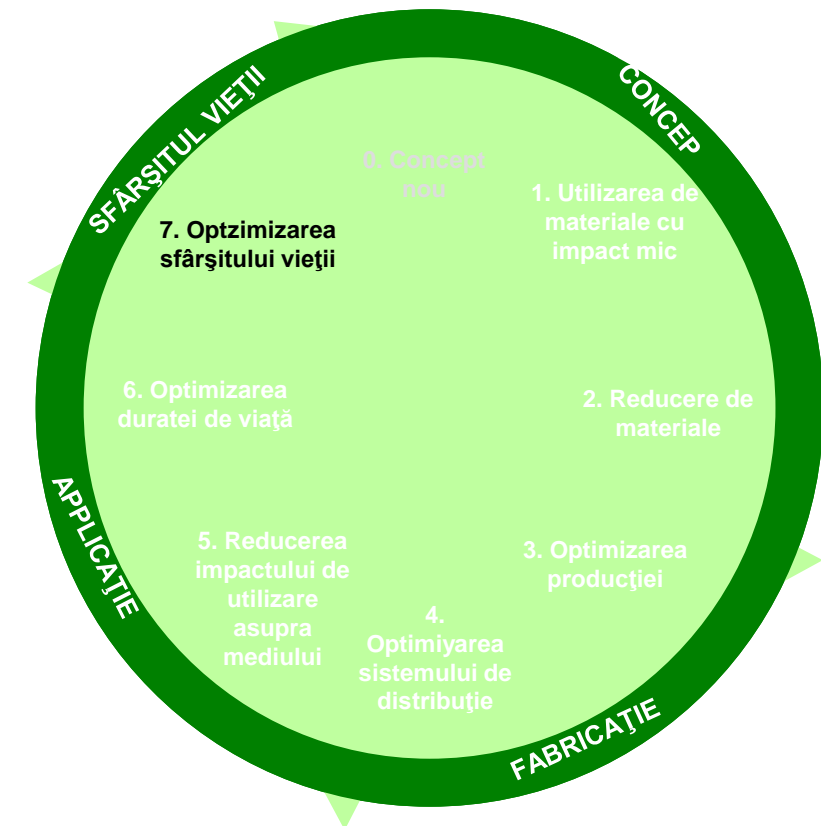 SFÂRŞITUL VIEŢII
CONCEP
0. Concept
nou
1. Utilizarea de
materiale cu
impact mic
7. Optzimizarea
sfârşitului vieţii
6. Optimizarea
duratei de viaţă
2. Reducere de
materiale
5. Reducerea
impactului de
utilizare
asupra
mediului
3. Optimizarea
producţiei
4.
Optimiyarea
sistemului de
distribuţie
APPLICAŢIE
FABRICAŢIE